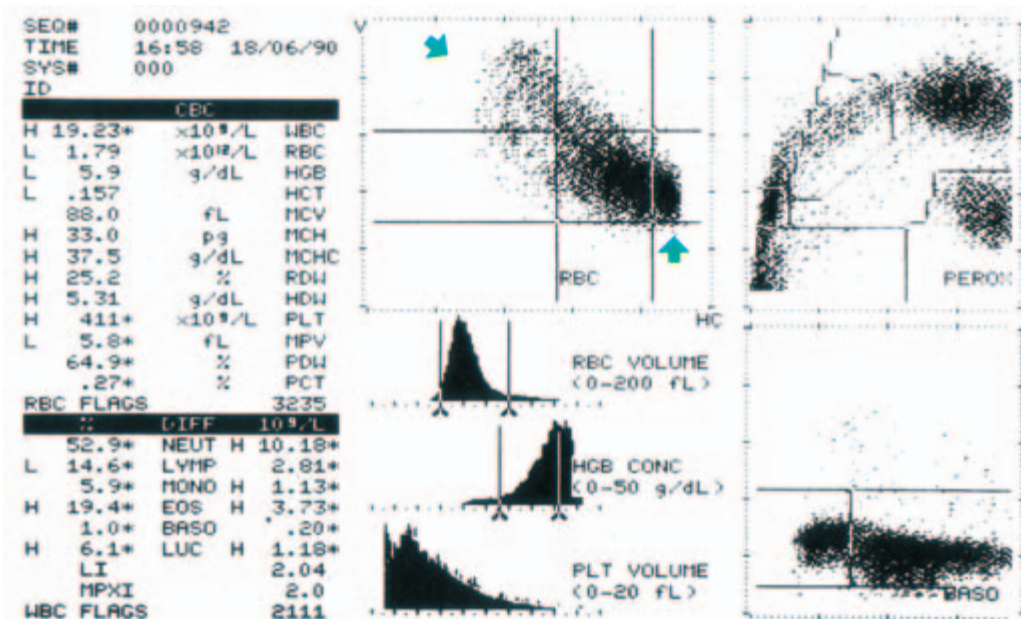 SEQ# 0000942
TIME 16:58 18/06/90
SYS# 000
ID
CBC
H 19.23* ×10⁹/L WBC
L 1.79 ×10¹²/L RBC
L 5.9 g/dL HGB
L .157 HCT
88.0 fL MCV
H 33.0 pg MCH
H 37.5 g/dL MCHC
H 25.2 % RDW
H 5.31 g/dL HDW
H 411* ×10⁹/L PLT
L 5.8* fL MPV
64.9* % PDW
.27* % PCT
RBC FLAGS 3235
% DIFF 10⁹/L
52.9* NEUT H 10.18*
L 14.6* LYMP 2.81*
5.9* MONO H 1.13*
H 19.4* EOS H 3.73*
1.0* BASO .20*
H 6.1* LUC H 1.18*
LI 2.04
MPXI 2.0
WBC FLAGS 2111
V
RBC
HC
RBC VOLUME
(0-200 fL)
HGB CONC
(0-50 g/dL)
PLT VOLUME
(0-20 fL)
PEROX
BASO